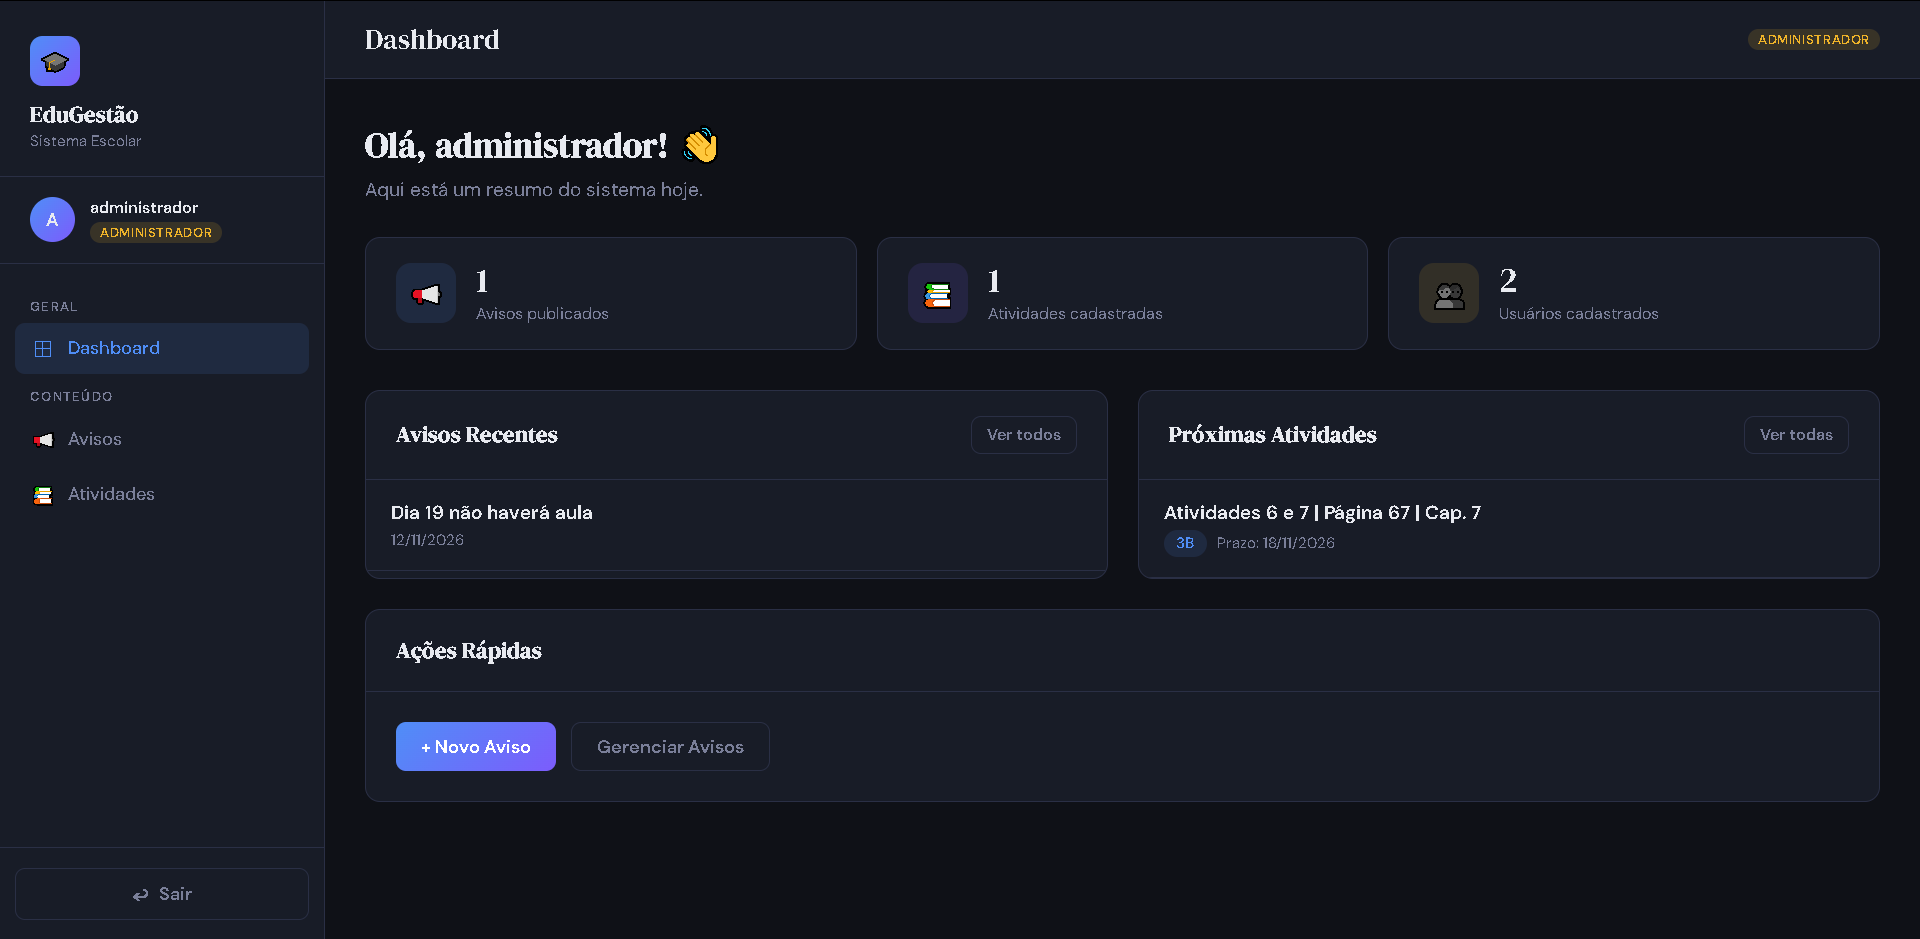 EduGestão
Sistema Escolar
A
administrador
ADMINISTRADOR
GERAL
Dashboard
CONTEÚDO
Avisos
Atividades
Sair
Dashboard
ADMINISTRADOR
Olá, administrador!
Aqui está um resumo do sistema hoje.
1
Avisos publicados
1
Atividades cadastradas
2
Usuários cadastrados
Avisos Recentes
Ver todos
Dia 19 não haverá aula
12/11/2026
Próximas Atividades
Ver todas
Atividades 6 e 7 | Página 67 | Cap. 7
3B Prazo: 18/11/2026
Ações Rápidas
+ Novo Aviso
Gerenciar Avisos